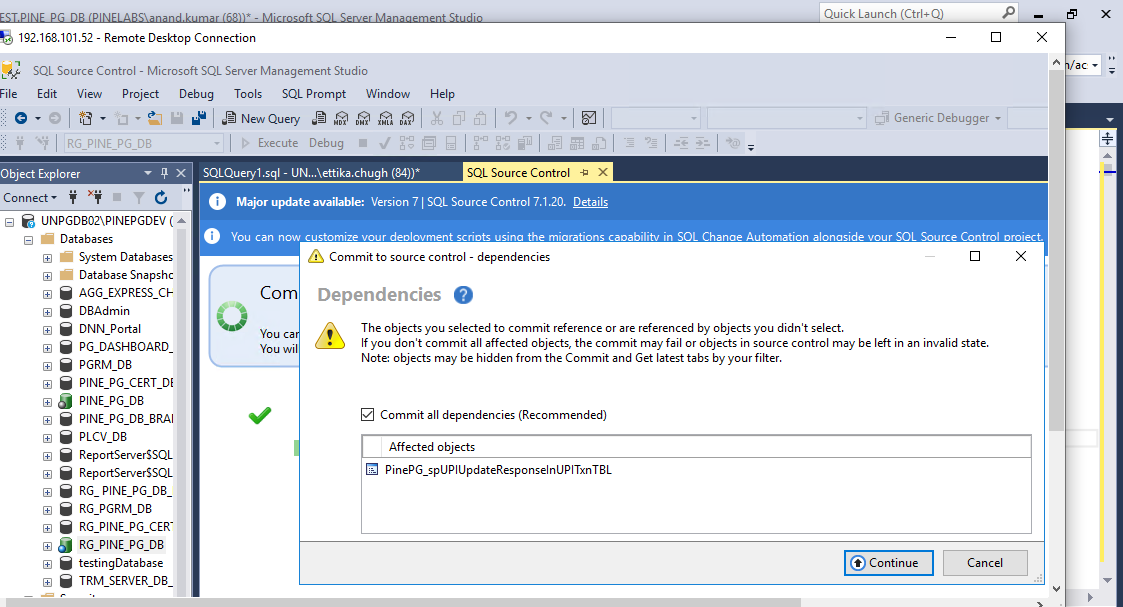 EST.PINE_PG_DB (PINELABS\anand.kumar (68))* - Microsoft SQL Server Management Studio
Quick Launch (Ctrl+Q)
192.168.101.52 - Remote Desktop Connection
n/ac
SQL Source Control - Microsoft SQL Server Management Studio
File Edit View Project Debug Tools SQL Prompt Window Help
New Query
MDX DMX XMLA DAX
Generic Debugger
RG_PINE_PG_DB
Execute Debug
Object Explorer
SQLQuery1.sql - UN...\ettika.chugh (84))*
SQL Source Control
Connect
Major update available: Version 7 | SQL Source Control 7.1.20. Details
You can now customize your deployment scripts using the migrations capability in SQL Change Automation alongside your SQL Source Control project.
UNPGDB02\PINEPGDEV (
Databases
System Databases
Database Snapsho
AGG_EXPRESS_CH
DBAdmin
DNN_Portal
PG_DASHBOARD_
PGRM_DB
PINE_PG_CERT_DB
PINE_PG_DB
PINE_PG_DB_BRA
PLCV_DB
ReportServer$SQL
ReportServer$SQL
RG_ PINE_PG_DB_
RG_PGRM_DB
RG_PINE_PG_CERT
RG_PINE_PG_DB
testingDatabase
TRM_SERVER_DB_
Com
You can
You wil
Commit to source control - dependencies
Dependencies
The objects you selected to commit reference or are referenced by objects you didn't select.
If you don't commit all affected objects, the commit may fail or objects in source control may be left in an invalid state.
Note: objects may be hidden from the Commit and Get latest tabs by your filter.
Commit all dependencies (Recommended)
Affected objects
PinePG_spUPIUpdateResponseInUPITxnTBL
Continue
Cancel